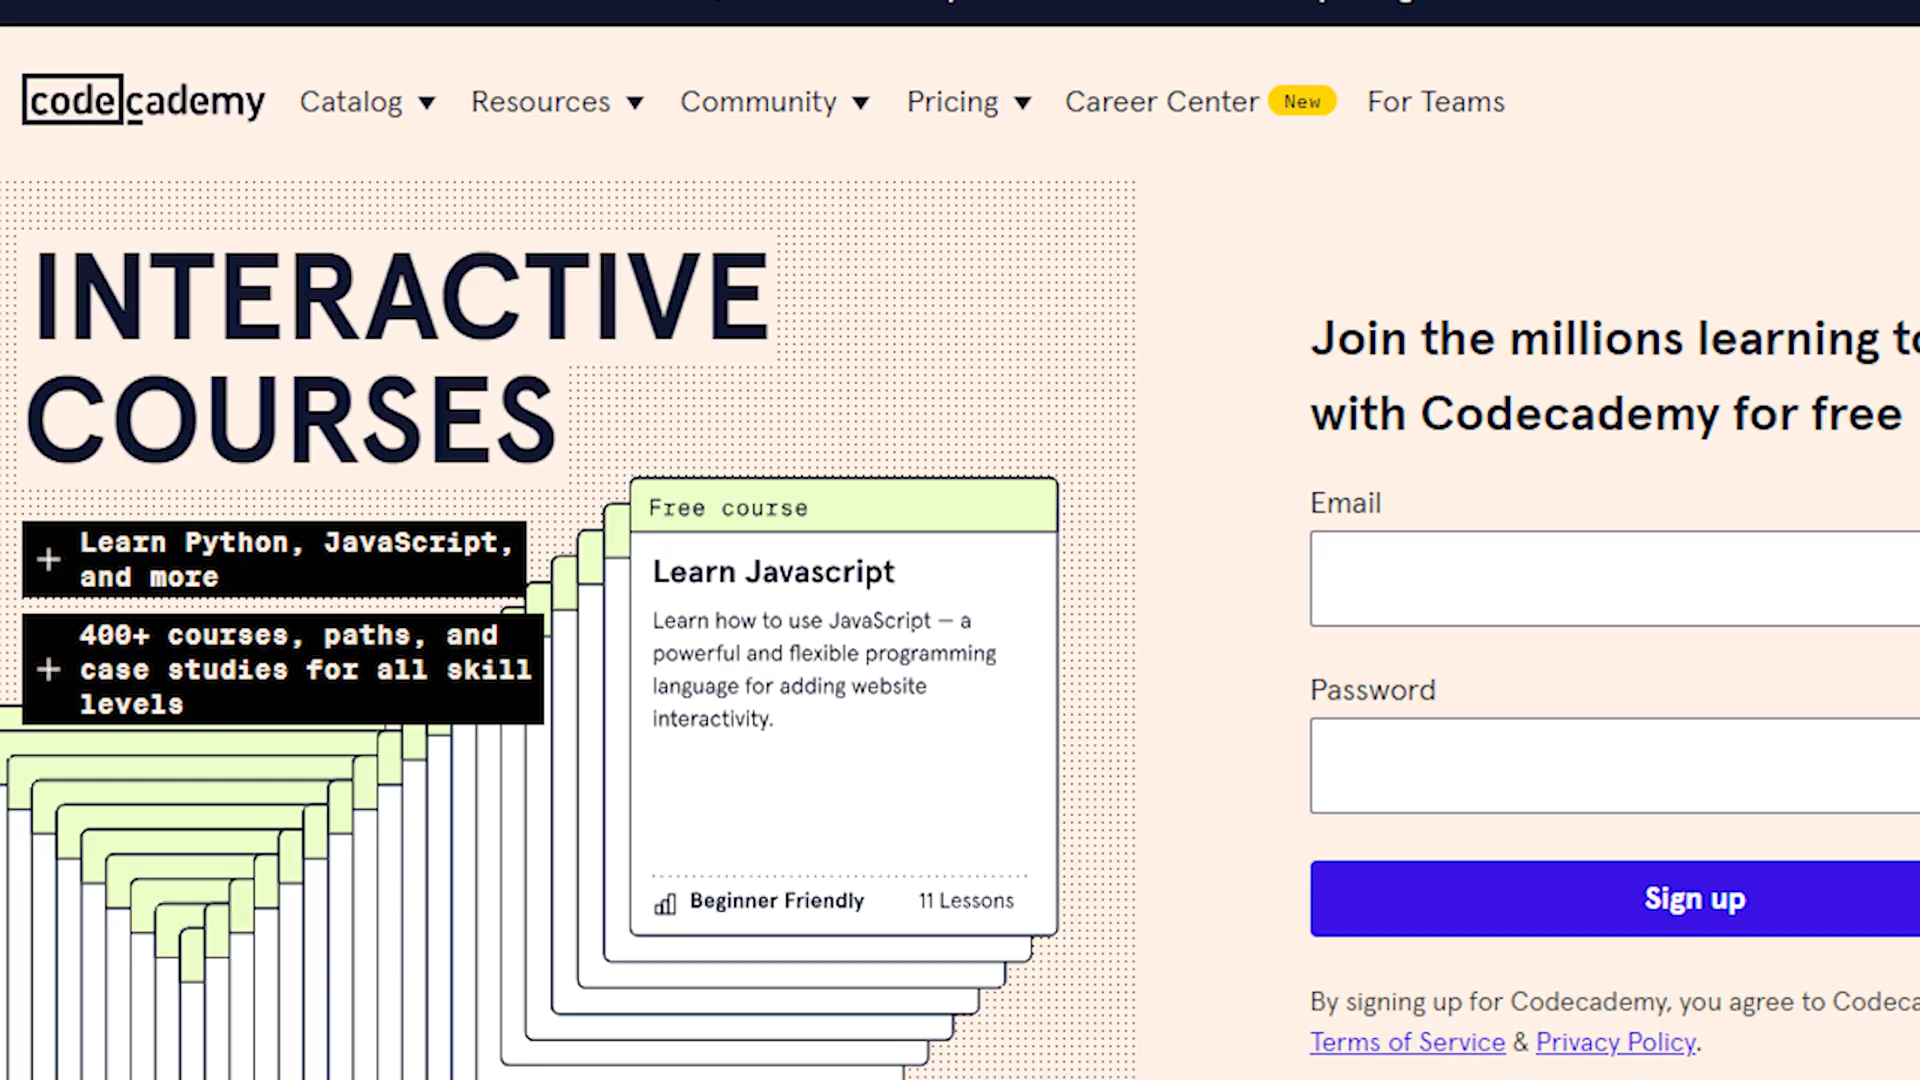 codecademy Catalog Resources Community Pricing Career Center New For Teams
INTERACTIVE
COURSES
Learn Python, JavaScript,
and more
400+ courses, paths, and
case studies for all skill
levels
Free course
Learn Javascript
Learn how to use JavaScript — a
powerful and flexible programming
language for adding website
interactivity.
Beginner Friendly 11 Lessons
Join the millions learning
with Codecademy for free
Email
Password
Sign up
By signing up for Codecademy, you agree to
Terms of Service & Privacy Policy.